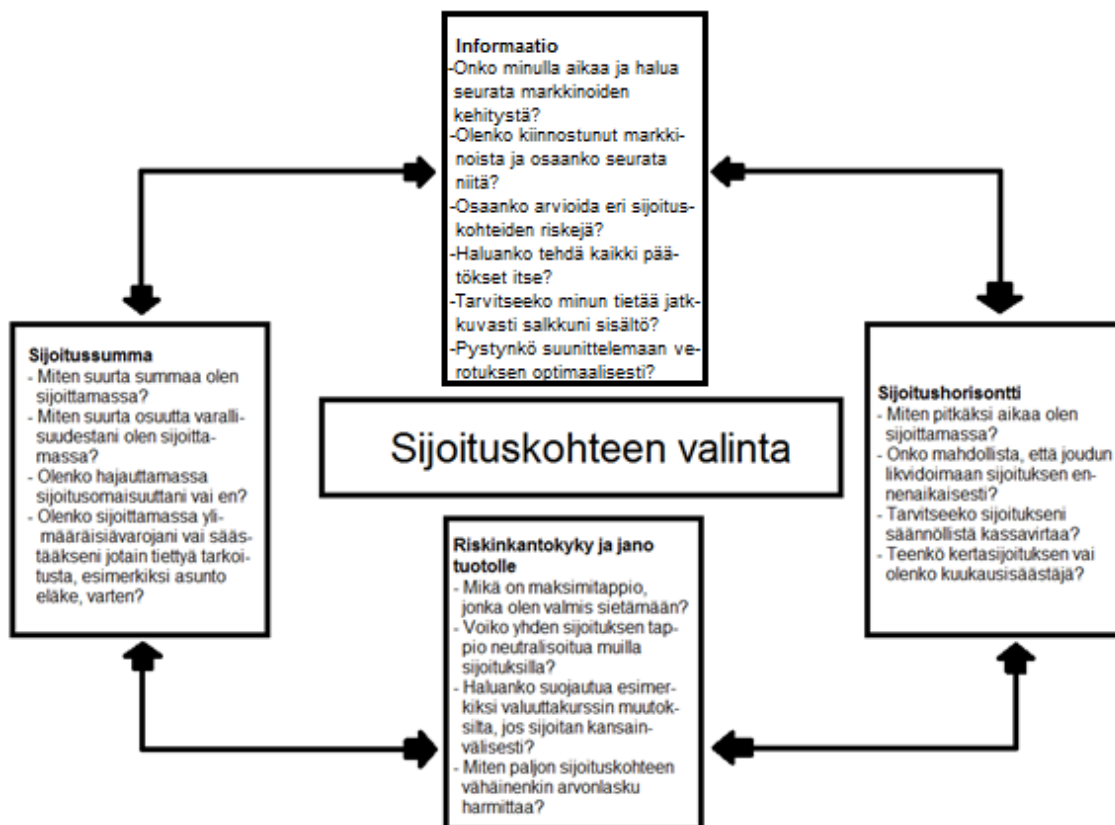 Informaatio
-Onko minulla aikaa ja halua
seurata markkinoiden
kehitystä?
-Olenko kiinnostunut markki-
noista ja osaanko seurata
niitä?
-Osaanko arvioida eri sijoitus-
kohteiden riskejä?
-Haluanko tehdä kaikki pää-
tökset itse?
-Tarvitseeko minun tietää jatk-
kuvasti salkkuni sisältö?
-Pystynkö suunittelemaan ve-
rotuksen optimaalisesti?
Sijoitussumma
- Miten suurta summaa olen
sijoittamassa?
- Miten suurta osuutta varalli-
suudestani olen sijoitta-
massa?
- Olenko hajauttamassa
sijoitusomaisuuttani vai en?
- Olenko sijoittamassa yli
määräisiävarojani vai sääs-
tääkseni jotain tiettyä tarkoi-
tusta, esimerkiksi asunto
eläke, varten?
Sijoituskohteen valinta
Sijoitushorisontti
- Miten pitkäksi aikaa olen
sijoittamassa?
- Onko mahdollista, että joudun
likvidoimaan sijoituksen en-
nenaikaisesti?
- Tarvitseeko sijoitukseni
säännöllistä kassavirtaa?
- Teenkö kertasijoituksen vai
olenko kuukausisäästäjä?
Riskinkantokyky ja jano
tuotolle
- Mikä on maksimitappio,
jonka olen valmis sietämään?
- Voiko yhden sijoituksen tap-
pio neutralisoitua muilla
sijoituksilla?
- Haluanko suojautua esimer-
kiksi valuuttakurssin muutok-
silta, jos sijoitan kansain-
välisesti?
- Miten paljon sijoituskohteen
vähäinenkin arvonlasku
harmittaa?